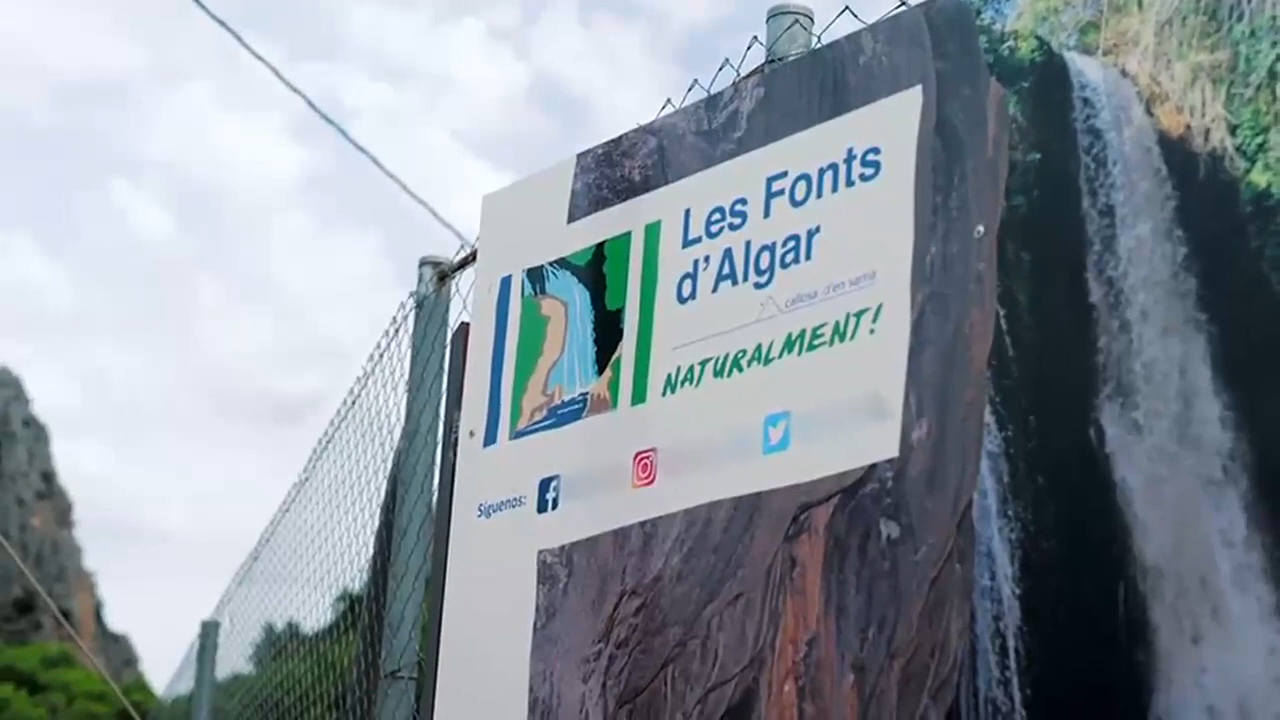 Les Fonts
d'Algar
callosa d'en sarrià
NATURALMENT!
Síguenos: